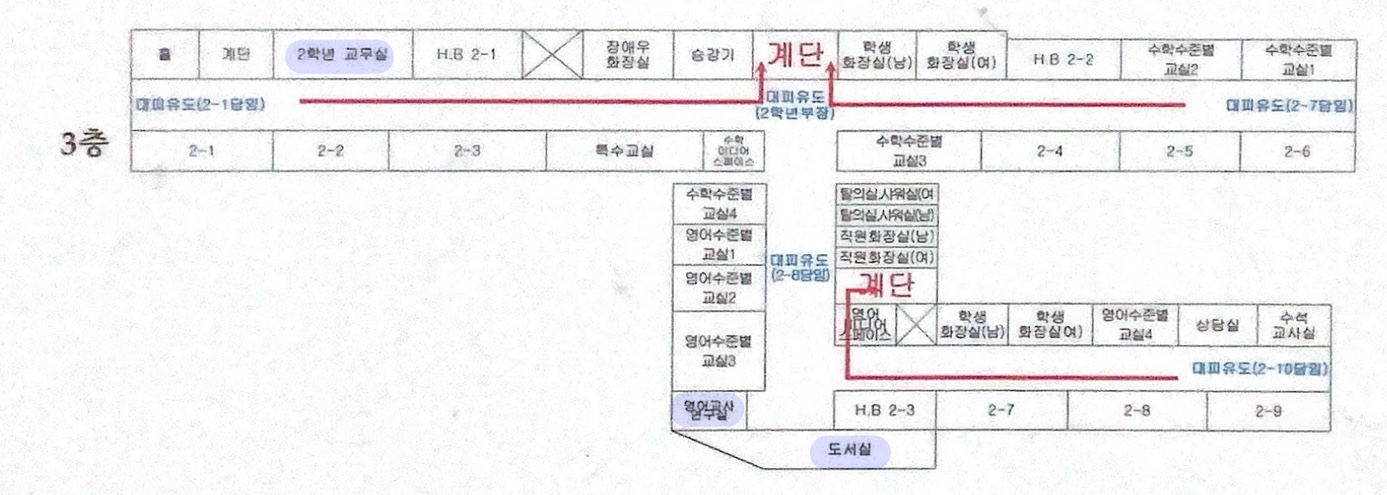 홀
계단
2학년 교무실
H.B 2-1
장애우
화장실
승강기
계단
학생
화장실(남)
학생
화장실(여)
H.B 2-2
수학수준별
교실2
수학수준별
교실1
대피유도(2-1담임)
대피유도
(2학년부장)
대피유도(2-7담임)
3층
2-1
2-2
2-3
특수교실
수학
미디어
스페이스
수학수준별
교실3
2-4
2-5
2-6
수학수준별
교실4
영어수준별
교실1
영어수준별
교실2
영어수준별
교실3
대피유도
(2-8담임)
탈의실,샤워실(여
탈의실,샤워실(남)
직원화장실(남)
직원화장실(여)
계단
영어
미디어
스페이스
학생
화장실(남)
학생
화장실여)
영어수준별
교실4
상담실
수석
교사실
대피유도(2-10담임)
영어교사
연구실
H.B 2-3
2-7
2-8
2-9
도서실